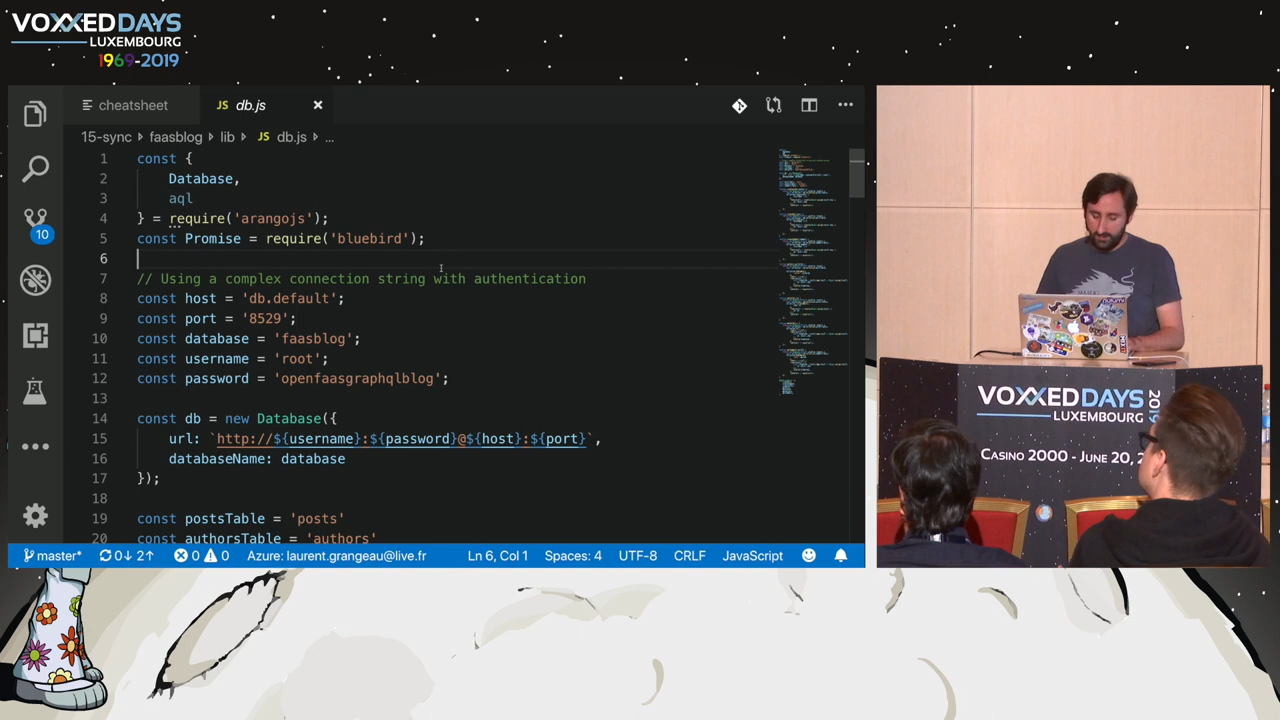 VOXXED DAYS
LUXEMBOURG
1969-2019
cheatsheet
JS db.js
15-sync
faasblog
lib
JS db.js
...
1 const {
2 Database,
3 aql
4 } = require('arangojs');
5 const Promise = require('bluebird');
6
// Using a complex connection string with authentication
8 const host = 'db.default';
9 const port = '8529';
10 const database = 'faasblog';
11 const username = 'root';
12 const password = 'openfaasgraphqlblog';
13
14 const db = new Database({
15 url: `http://${username}:${password}@${host}:${port}`,
16 databaseName: database
17 });
18
19 const postsTable = 'posts'
20 const authorsTable = 'authors'
10
master* 0↓ 2↑ 0 0 Azure: laurent.grangeau@live.fr Ln 6, Col 1 Spaces: 4 UTF-8 CRLF JavaScript
VOXXED DAYS
LUXEMBOURG
2019
Casino 2000 - June 20, 2